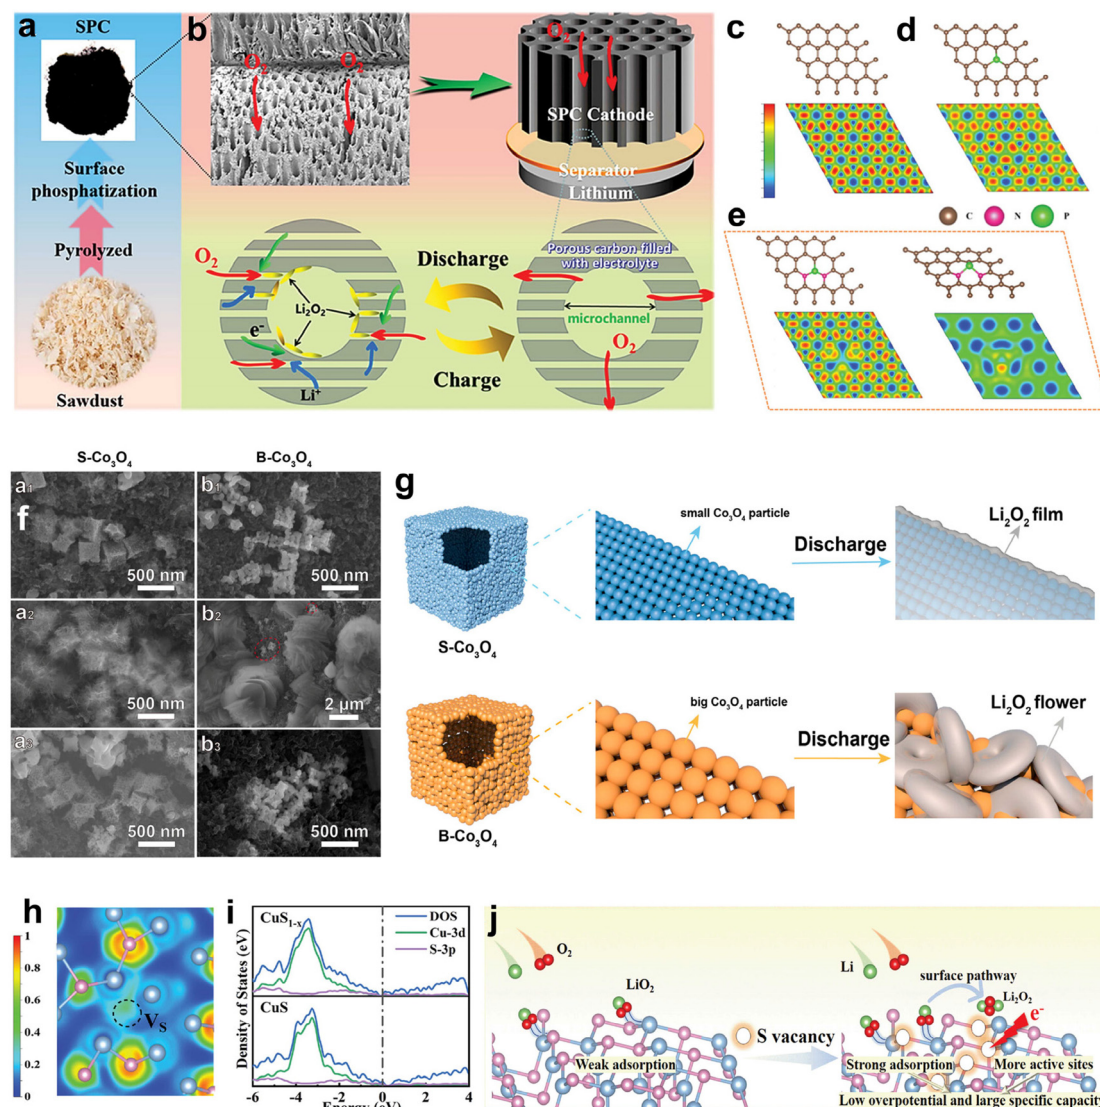 a
SPC
Surface
phosphatization
Pyrolyzed
Sawdust
b
O2
O2
O2
SPC Cathode
Separator
Lithium
Porous carbon filled
with electrolyte
O2
Li2O2
e-
Li+
Discharge
Charge
microchannel
O2
c
d
e
C N P
S-Co3O4
B-Co3O4
a1
f
500 nm
b1
500 nm
a2
500 nm
b2
2 μm
a3
500 nm
b3
500 nm
g
S-Co3O4
small Co3O4 particle
Discharge
Li2O2 film
B-Co3O4
big Co3O4 particle
Discharge
Li2O2 flower
h
1
0.8
0.6
0.4
0.2
0
VS
i
Density of States (eV)
CuS1-x
DOS
Cu-3d
S-3p
CuS
-6 -4 -2 0 2 4
Energy (eV)
j
O2
Li
LiO2
Weak adsorption
S vacancy
O2
Li
surface pathway
Li2O2
e-
Strong adsorption
More active sites
Low overpotential and large specific capacity